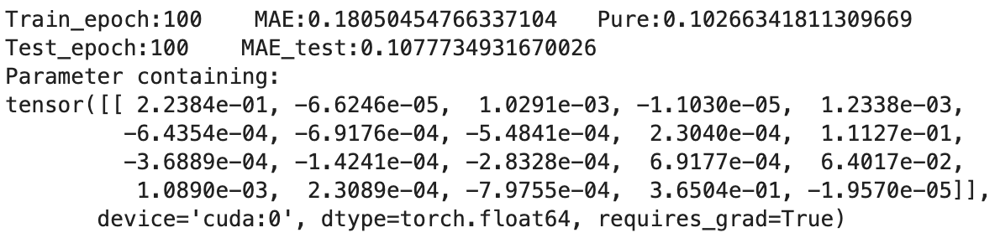 Train_epoch:100    MAE:0.18050454766337104   Pure:0.10266341811309669
Test_epoch:100    MAE_test:0.1077734931670026
Parameter containing:
tensor([[ 2.2384e-01, -6.6246e-05,  1.0291e-03, -1.1030e-05,  1.2338e-03,
         -6.4354e-04, -6.9176e-04, -5.4841e-04,  2.3040e-04,  1.1127e-01,
         -3.6889e-04, -1.4241e-04, -2.8328e-04,  6.9177e-04,  6.4017e-02,
          1.0890e-03,  2.3089e-04, -7.9755e-04,  3.6504e-01, -1.9570e-05]],
       device='cuda:0', dtype=torch.float64, requires_grad=True)